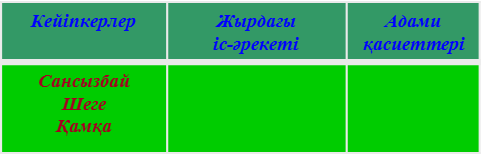 Кейіпкерлер
Жырдағы
іс-әрекеті
Адами
қасиеттері
Сансызбай
Шеге
Қамқа